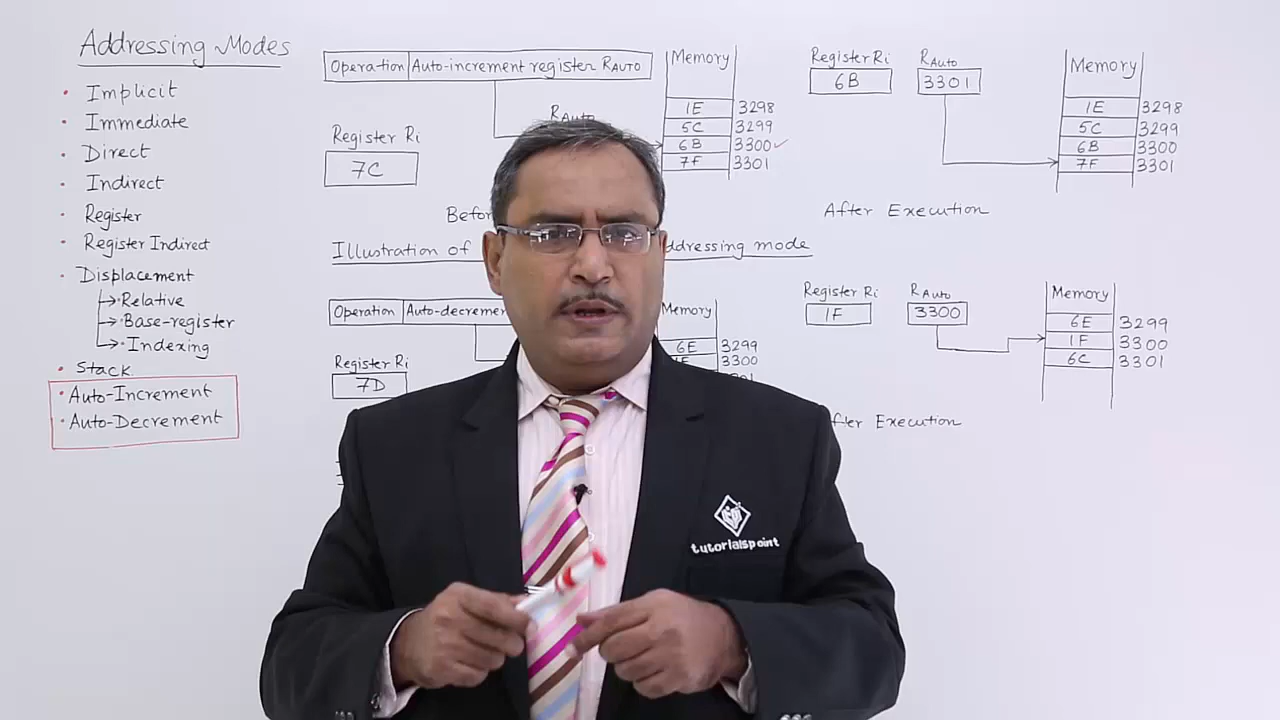 Addressing Modes
• Implicit
• Immediate
• Direct
• Indirect
• Register
• Register Indirect
• Displacement
→ Relative
→ Base-register
→ Indexing
• Stack
• Auto-Increment
• Auto-Decrement
Operation Auto-increment register RAUTO
Register Ri
7C
RAuto
Memory
1E 3298
5C 3299
6B 3300 ✓
7F 3301
Register Ri RAuto
6B 3301
Memory
1E 3298
5C 3299
6B 3300
7F 3301
After Execution
Illustration of addressing mode
Operation
Register Ri
7D
Memory
6E 3299
1F 3300
Register Ri RAuto
1F 3300
Memory
6E 3299
1F 3300
6C 3301
Execution
tutorialspoint